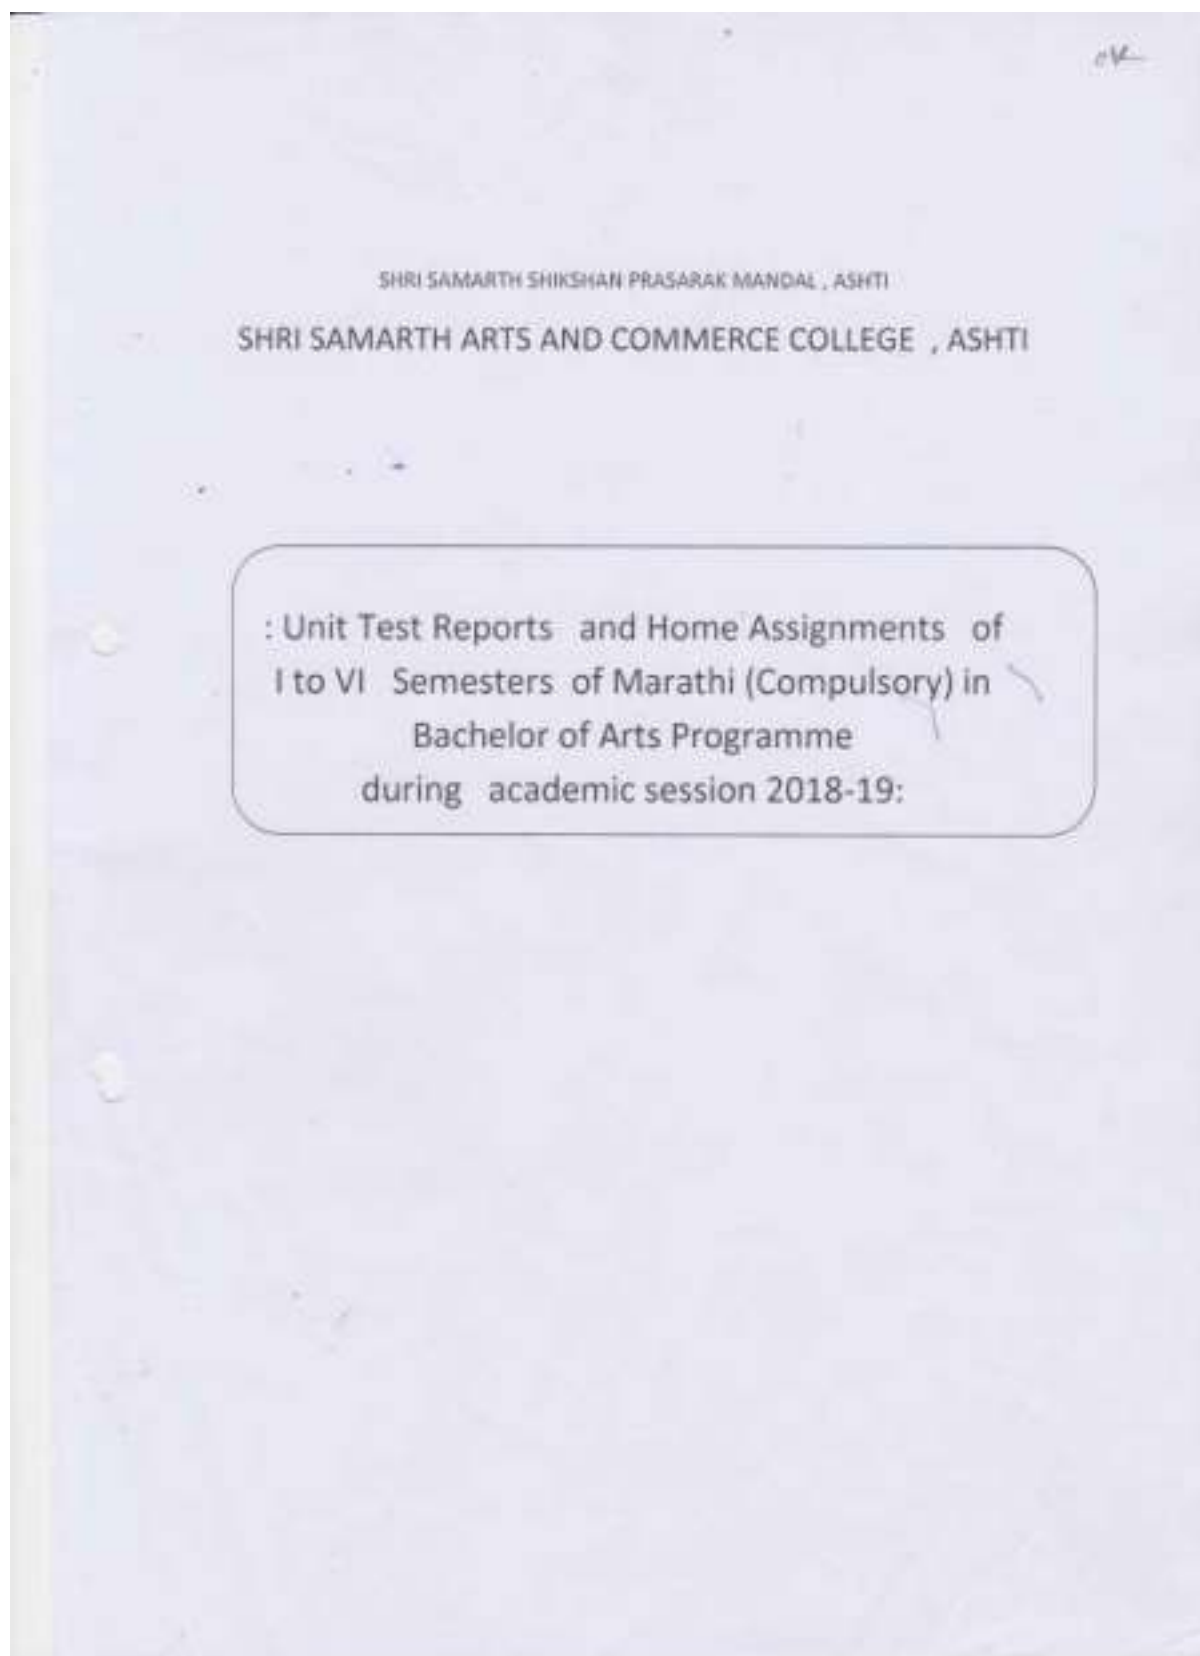 ok
SHRI SAMARTH SHIKSHAN PRASARAK MANDAL , ASHTI
SHRI SAMARTH ARTS AND COMMERCE COLLEGE , ASHTI
: Unit Test Reports and Home Assignments of
I to VI Semesters of Marathi (Compulsory) in
Bachelor of Arts Programme
during academic session 2018-19: